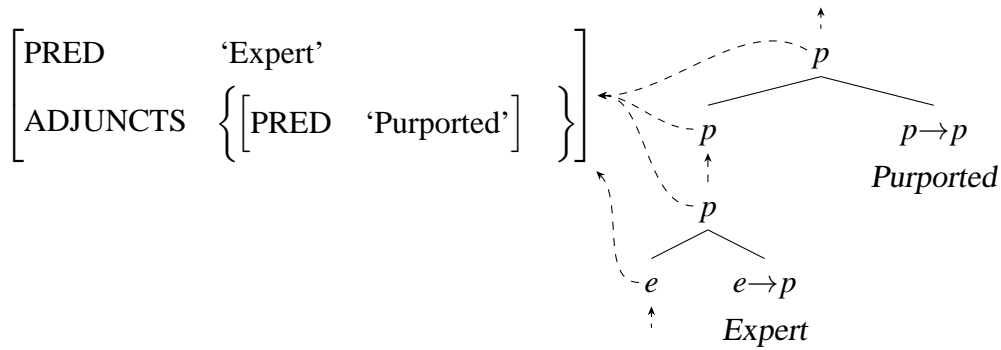 PRED ‘Expert’
ADJUNCTS {[PRED ‘Purported’]}
p
p p→p
Purported
p
e e→p
Expert